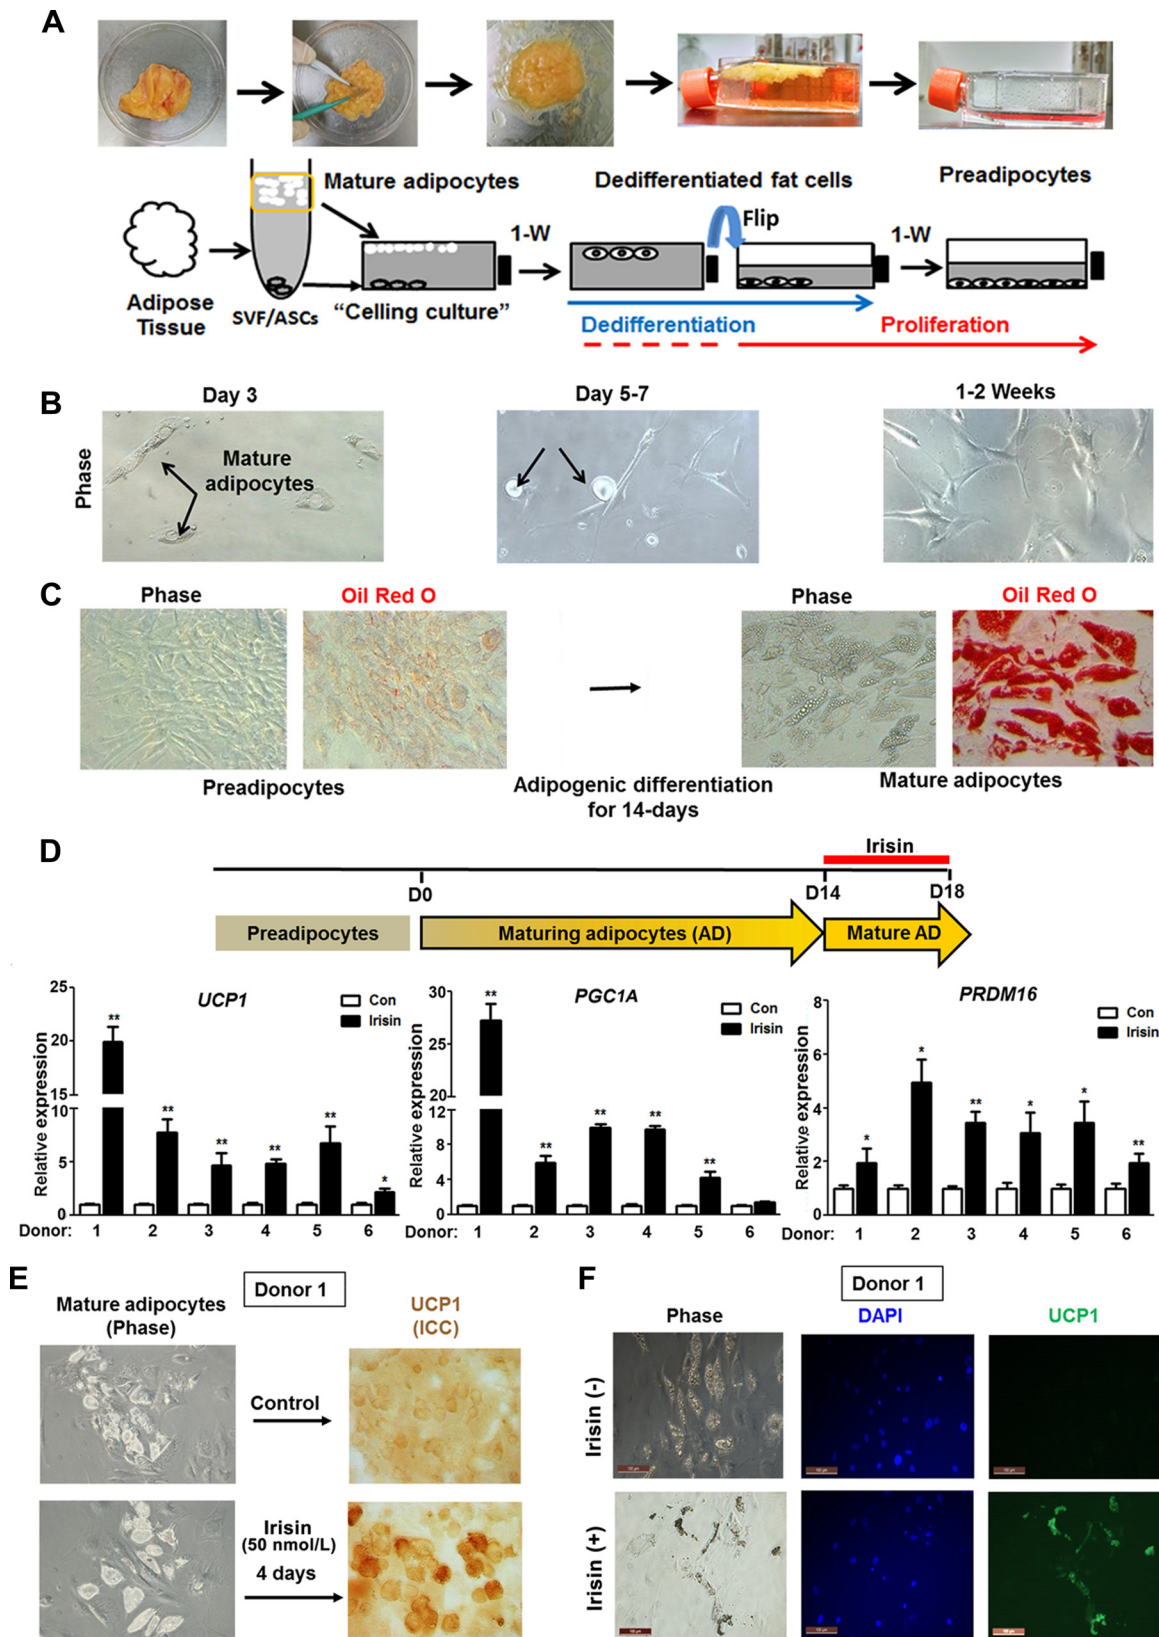 A
Mature adipocytes
Dedifferentiated fat cells
Preadipocytes
Flip
1-W
1-W
Adipose
Tissue
SVF/ASCs
“Celling culture”
Dedifferentiation
Proliferation
B
Day 3
Day 5-7
1-2 Weeks
Phase
Mature
adipocytes
C
Phase
Oil Red O
Phase
Oil Red O
Preadipocytes
Adipogenic differentiation
for 14-days
Mature adipocytes
D
Irisin
D0
D14
D18
Preadipocytes
Maturing adipocytes (AD)
Mature AD
UCP1
Con
Irisin
Relative expression
25
20
15
10
5
0
**
**
**
**
**
*
Donor: 1 2 3 4 5 6
PGC1A
Con
Irisin
Relative expression
30
25
20
12
8
4
0
**
**
**
**
**
Donor: 1 2 3 4 5 6
PRDM16
Con
Irisin
Relative expression
8
6
4
2
0
*
*
**
*
*
**
Donor: 1 2 3 4 5 6
E
Donor 1
Mature adipocytes
(Phase)
UCP1
(ICC)
Control
Irisin
(50 nmol/L)
4 days
F
Donor 1
Phase
DAPI
UCP1
Irisin (-)
Irisin (+)